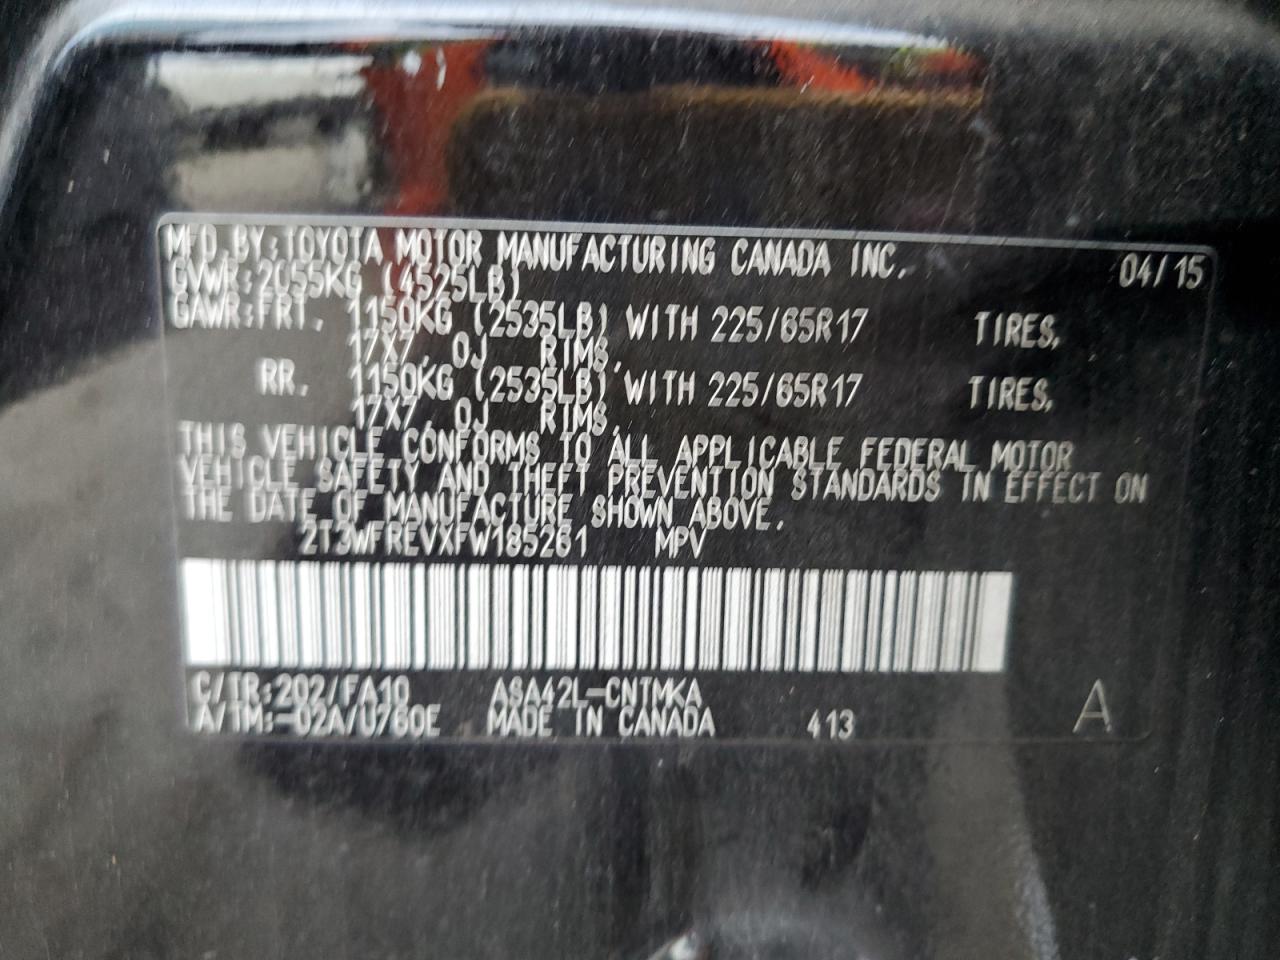 MFD.BY:TOYOTA MOTOR MANUFACTURING CANADA INC. 04/15
GVWR:2055KG (4525LB)
GAWR:FRT. 1150KG (2535LB) WITH 225/65R17 TIRES,
17X7.0J RIMS,
RR. 1150KG (2535LB) WITH 225/65R17 TIRES,
17X7.0J RIMS,
THIS VEHICLE CONFORMS TO ALL APPLICABLE FEDERAL MOTOR
VEHICLE SAFETY AND THEFT PREVENTION STANDARDS IN EFFECT ON
THE DATE OF MANUFACTURE SHOWN ABOVE.
2T3WFREVXFW185261 MPV
C/TR:202/FA10 ASA42L-CNTMKA
A/TM:-02A/U760E MADE IN CANADA 413 A